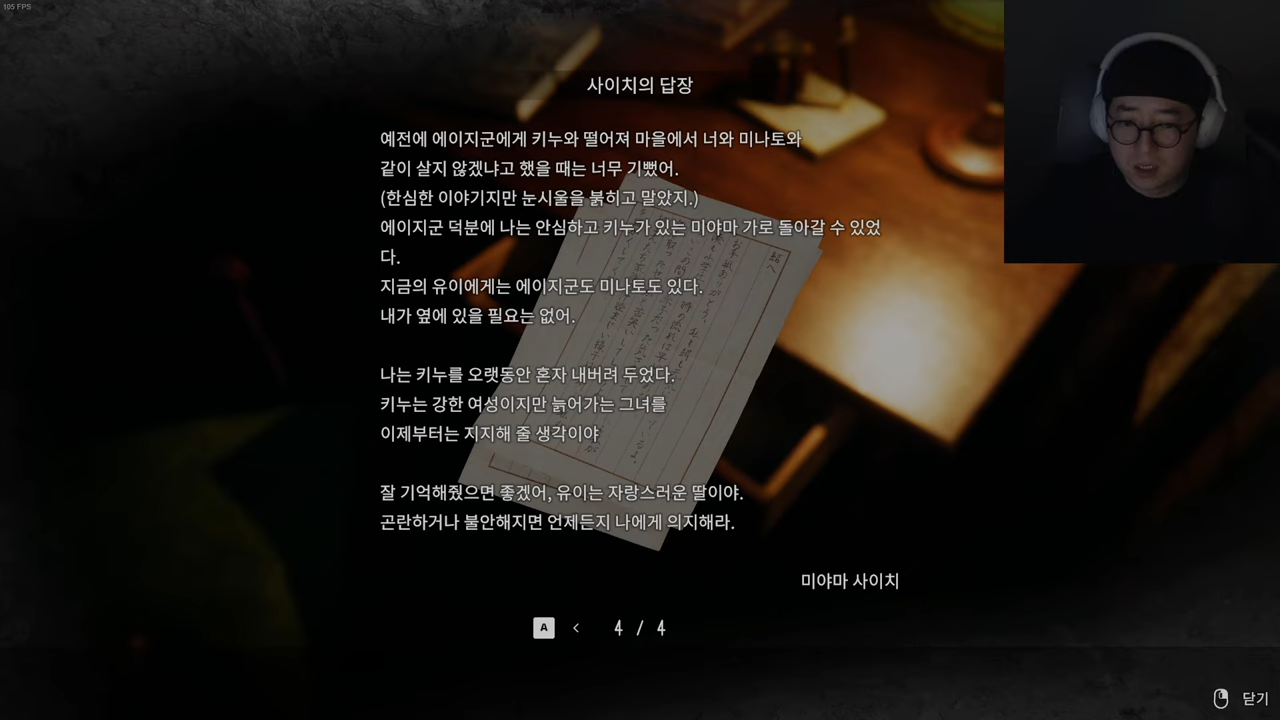 105 FPS
사이치의 답장
예전에 에이지군에게 키누와 떨어져 마을에서 너와 미나토와
같이 살지 않겠냐고 했을 때는 너무 기뻤어.
(한심한 이야기지만 눈시울을 붉히고 말았지.)
에이지군 덕분에 나는 안심하고 키누가 있는 미야마 가로 돌아갈 수 있었
다.
지금의 유이에게는 에이지군도 미나토도 있다.
내가 옆에 있을 필요는 없어.
나는 키누를 오랫동안 혼자 내버려 두었다.
키누는 강한 여성이지만 늙어가는 그녀를
이제부터는 지지해 줄 생각이야
잘 기억해줬으면 좋겠어, 유이는 자랑스러운 딸이야.
곤란하거나 불안해지면 언제든지 나에게 의지해라.
미야마 사이치
A < 4 / 4
닫기